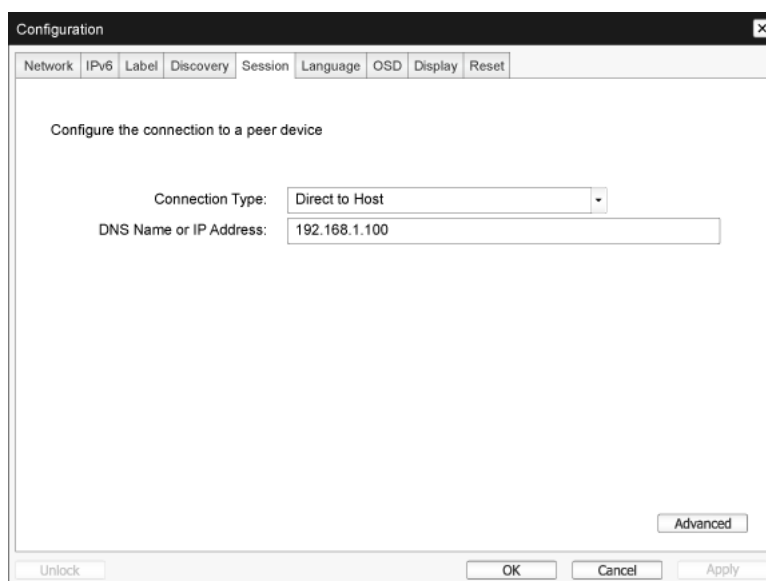 Configuration
Network IPv6 Label Discovery Session Language OSD Display Reset
Configure the connection to a peer device
Connection Type: Direct to Host
DNS Name or IP Address: 192.168.1.100
Advanced
Unlock OK Cancel Apply